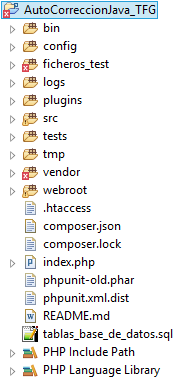 AutoCorreccionJava_TFG
bin
config
ficheros_test
logs
plugins
src
tests
tmp
vendor
webroot
.htaccess
composer.json
composer.lock
index.php
phpunit-old.phar
phpunit.xml.dist
README.md
tablas_base_de_datos.sql
PHP Include Path
PHP Language Library